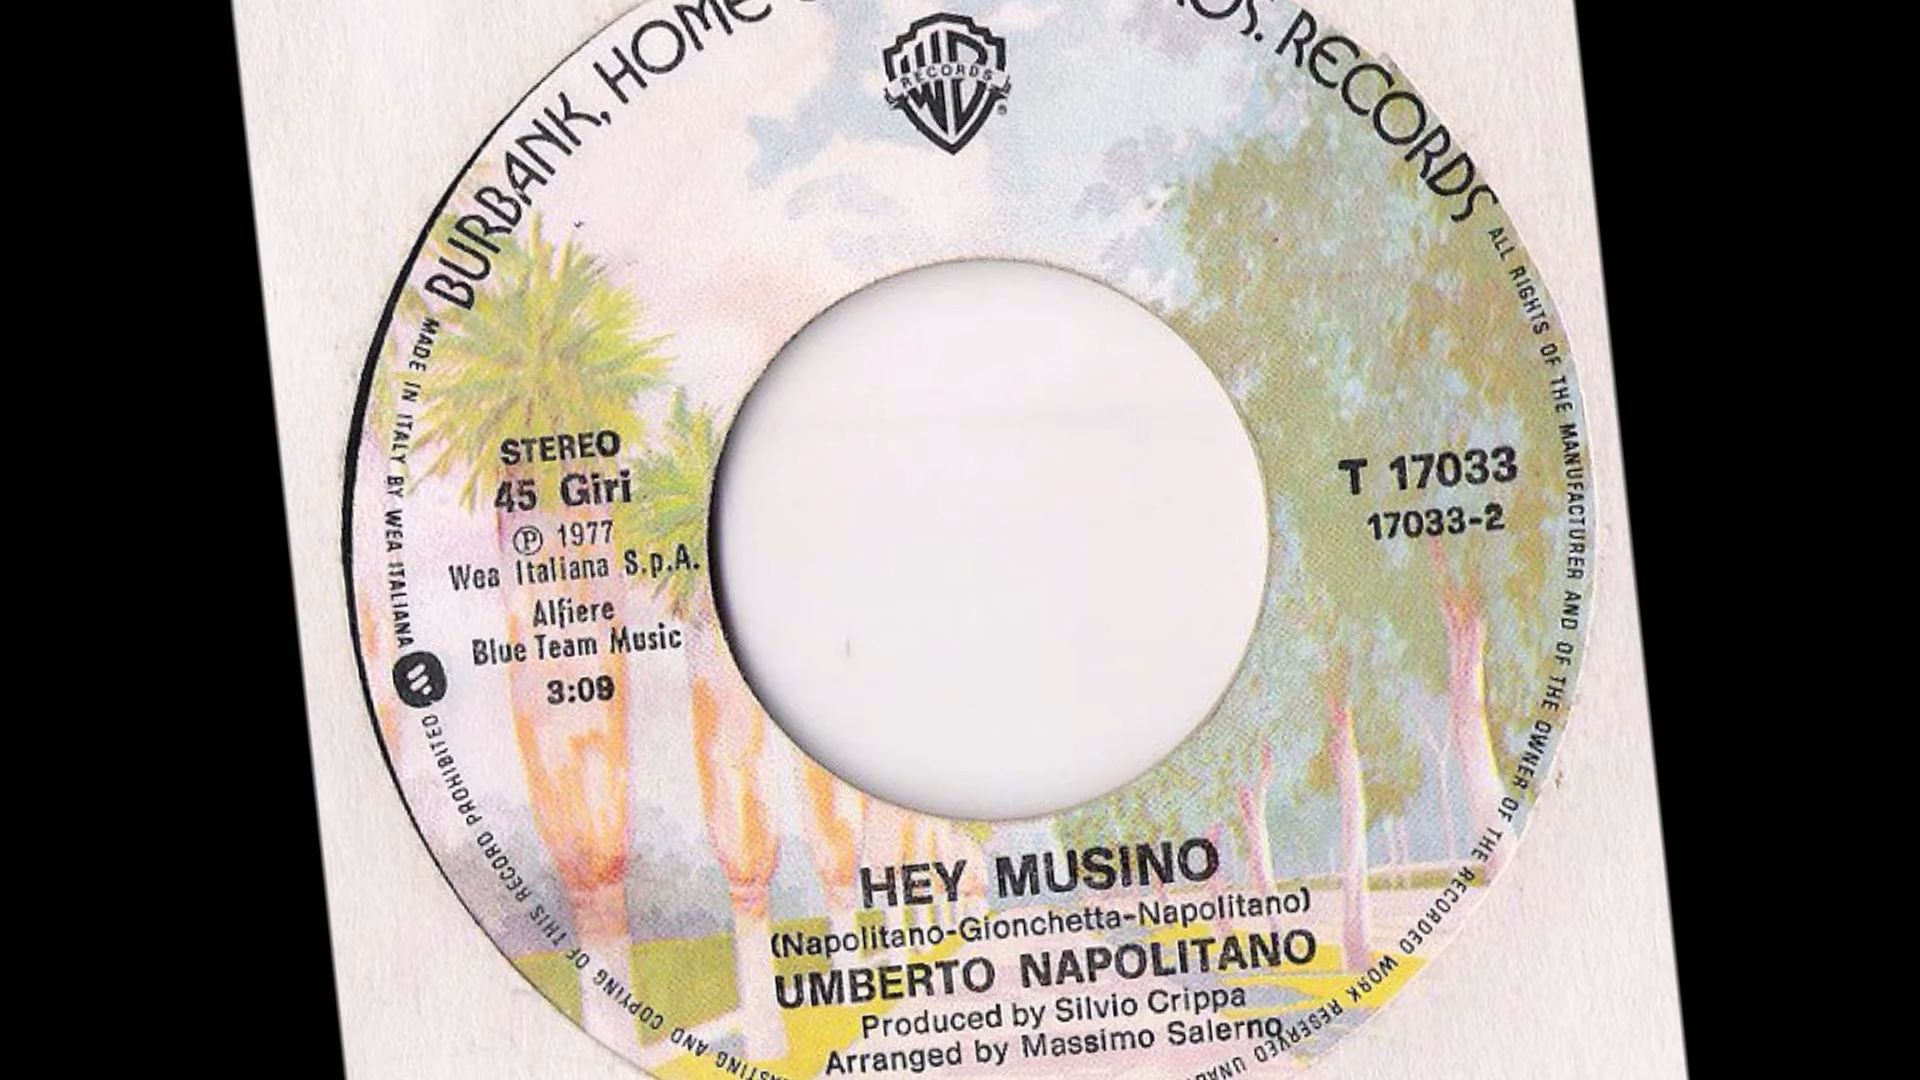 BURBANK, HOME
RECORDS
RECORDS
STEREO
45 Giri
℗ 1977
Wea Italiana S.p.A.
Alfiere
Blue Team Music
3:09
T 17033
17033-2
HEY MUSINO
(Napolitano-Gionchetta-Napolitano)
UMBERTO NAPOLITANO
Produced by Silvio Crippa
Arranged by Massimo Salerno
MADE IN ITALY BY WEA ITALIANA
ALL RIGHTS OF THE MANUFACTURER AND OF THE OWNER OF THE RECORDED WORK RESERVED
AND COPYING OF THIS RECORD PROHIBITED